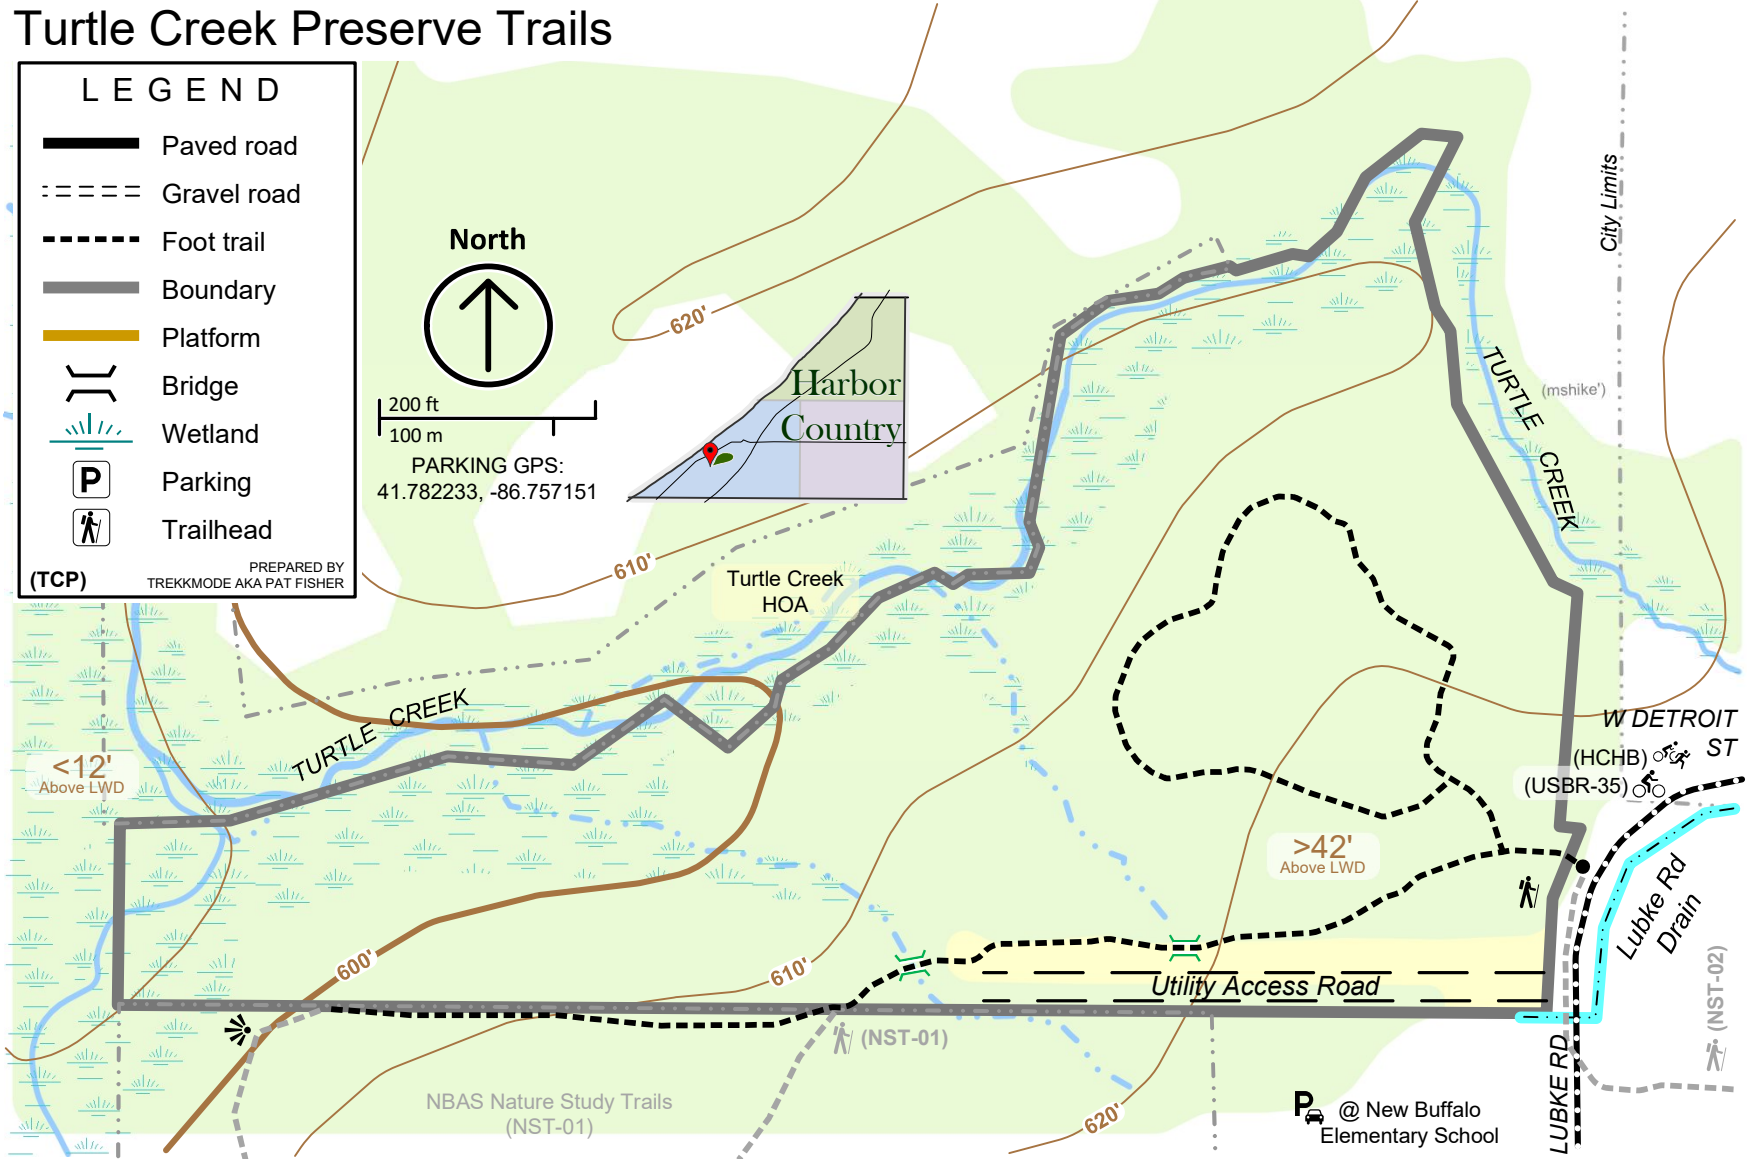 Turtle Creek Preserve Trails
LEGEND
Paved road
Gravel road
Foot trail
Boundary
Platform
Bridge
Wetland
P
Parking
Trailhead
(TCP)
PREPARED BY
TREKKMODE AKA PAT FISHER
North
200 ft
100 m
PARKING GPS:
41.782233, -86.757151
Harbor
Country
620'
610'
Turtle Creek
HOA
City Limits
(mshike')
TURTLE
CREEK
TURTLE CREEK
<12'
Above LWD
W DETROIT
ST
(HCHB)
(USBR-35)
>42'
Above LWD
Lubke Rd
Drain
600'
610'
Utility Access Road
(NST-01)
(NST-02)
LUBKE RD
NBAS Nature Study Trails
(NST-01)
620'
P
@ New Buffalo
Elementary School